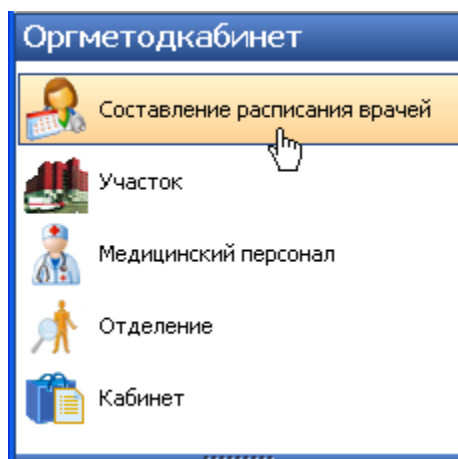 Оргметодкабинет
Составление расписания врачей
Участок
Медицинский персонал
Отделение
Кабинет